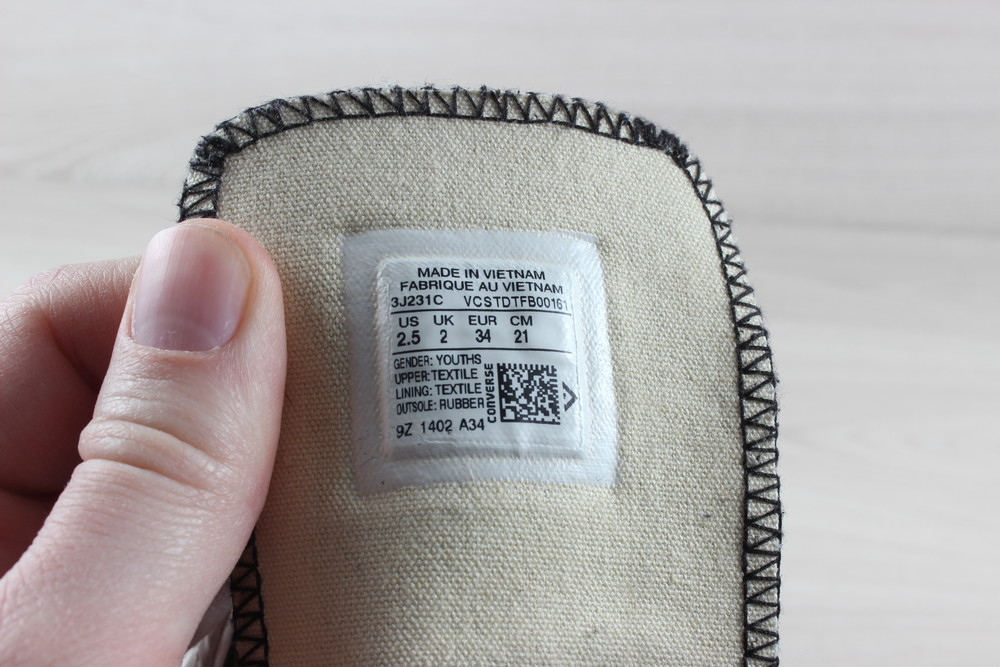 MADE IN VIETNAM
FABRIQUE AU VIETNAM
3J231C VCSTDTFB00161
US UK EUR CM
2.5 2 34 21
GENDER: YOUTHS
UPPER: TEXTILE
LINING: TEXTILE
OUTSOLE: RUBBER
CONVERSE
9Z 1402 A34